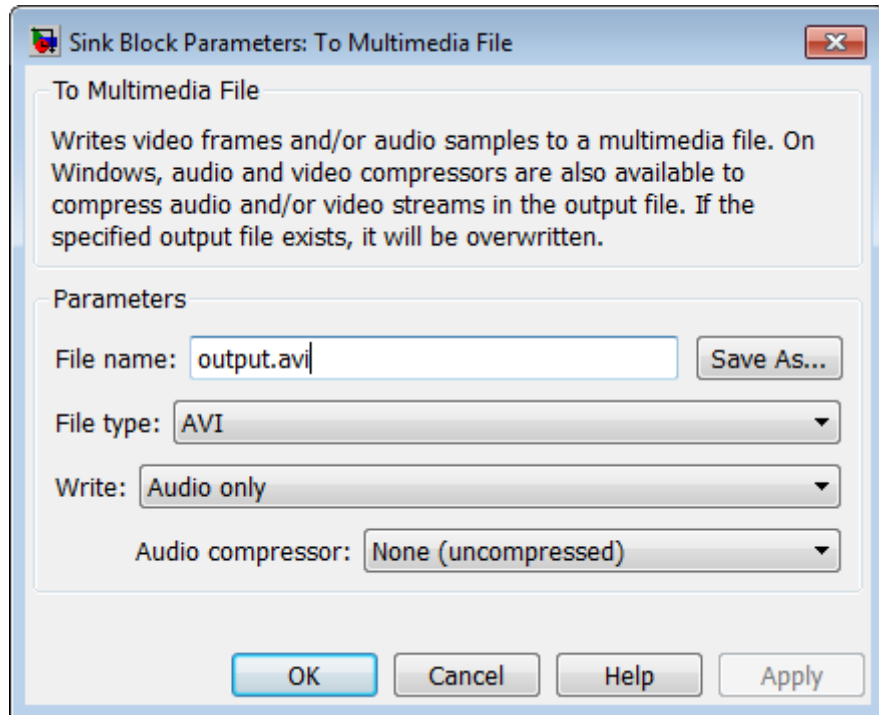 Sink Block Parameters: To Multimedia File
To Multimedia File
Writes video frames and/or audio samples to a multimedia file. On
Windows, audio and video compressors are also available to
compress audio and/or video streams in the output file. If the
specified output file exists, it will be overwritten.
Parameters
File name: output.avi Save As...
File type: AVI
Write: Audio only
Audio compressor: None (uncompressed)
OK Cancel Help Apply